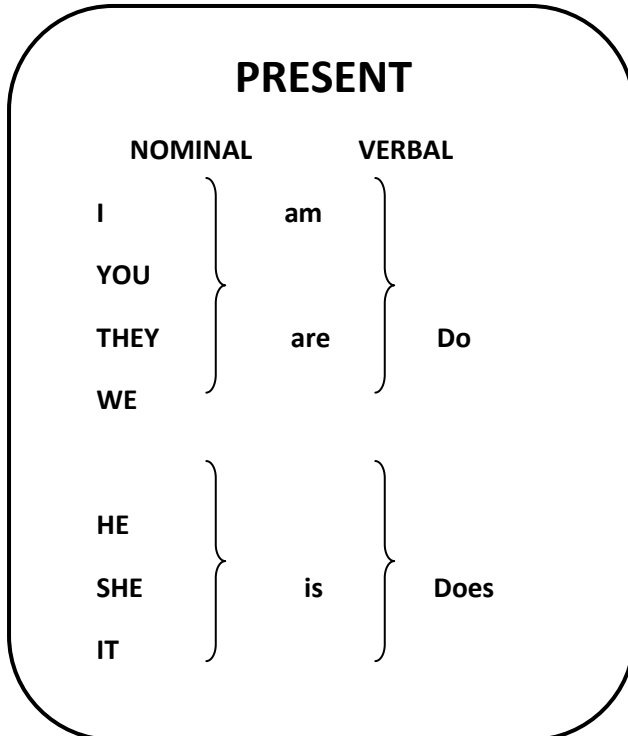 PRESENT
NOMINAL VERBAL
I am
YOU
THEY are Do
WE
HE
SHE is Does
IT